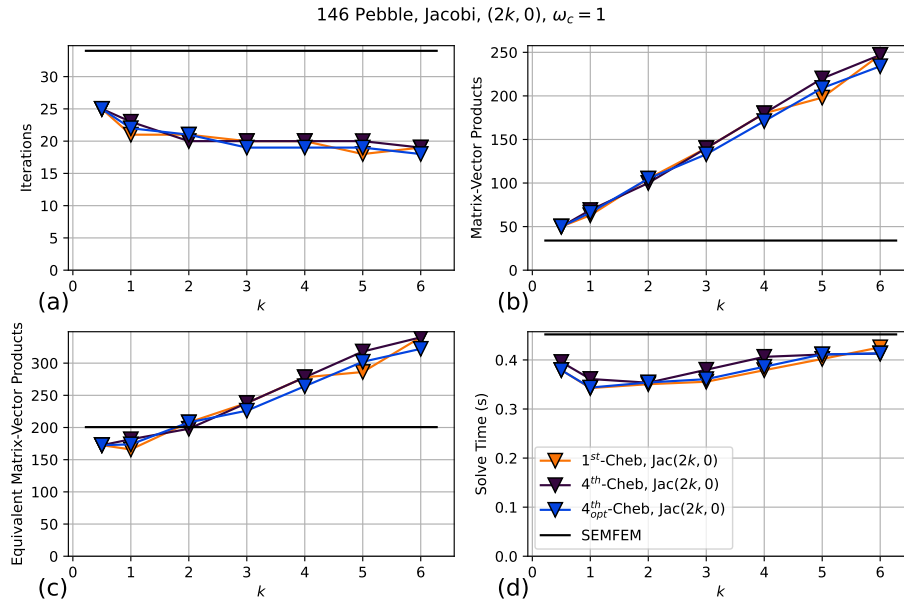 146 Pebble, Jacobi, (2k, 0), ω_c = 1
Iterations
0
5
10
15
20
25
30
0 1 2 3 4 5 6
k
(a)
Matrix-Vector Products
0
50
100
150
200
250
0 1 2 3 4 5 6
k
(b)
Equivalent Matrix-Vector Products
0
50
100
150
200
250
300
0 1 2 3 4 5 6
k
(c)
Solve Time (s)
0.0
0.1
0.2
0.3
0.4
1^{st}-Cheb, Jac(2k, 0)
4^{th}-Cheb, Jac(2k, 0)
4^{th}_{opt}-Cheb, Jac(2k, 0)
SEMFEM
0 1 2 3 4 5 6
k
(d)